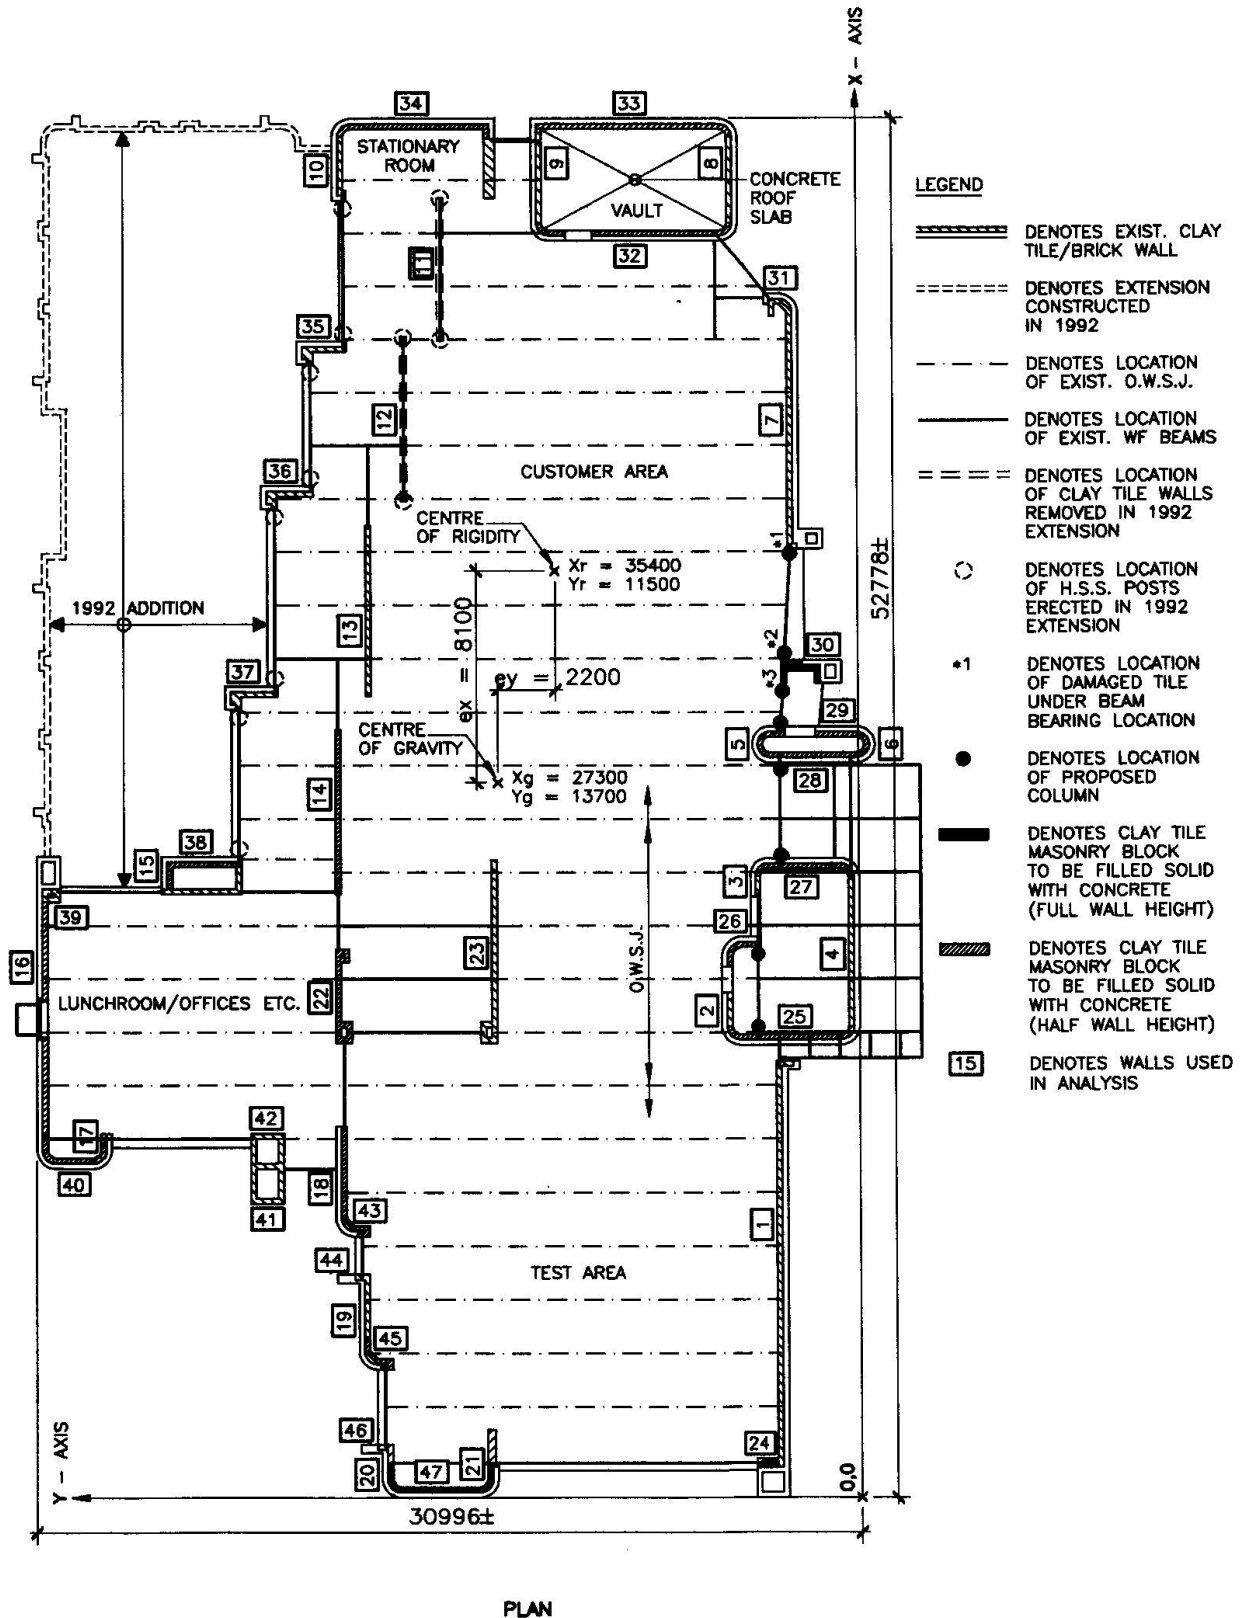 X - AXIS
34
33
STATIONARY
ROOM
10
9
8
VAULT
CONCRETE
ROOF
SLAB
32
11
31
35
12
7
36
CUSTOMER AREA
CENTRE
OF RIGIDITY
Xr = 35400
Yr = 11500
*1
52778±
1992 ADDITION
13
ex = 8100
*2
30
37
ey = 2200
*3
29
CENTRE
OF GRAVITY
5
6
Xg = 27300
Yg = 13700
28
14
38
15
3
27
39
26
23
4
16
O.W.S.J.
LUNCHROOM/OFFICES ETC.
22
2
25
42
17
40
18
41
43
1
44
TEST AREA
19
45
Y - AXIS
46
24
20
47
21
0,0
30996±
PLAN
LEGEND
DENOTES EXIST. CLAY
TILE/BRICK WALL
DENOTES EXTENSION
CONSTRUCTED
IN 1992
DENOTES LOCATION
OF EXIST. O.W.S.J.
DENOTES LOCATION
OF EXIST. WF BEAMS
DENOTES LOCATION
OF CLAY TILE WALLS
REMOVED IN 1992
EXTENSION
DENOTES LOCATION
OF H.S.S. POSTS
ERECTED IN 1992
EXTENSION
*1
DENOTES LOCATION
OF DAMAGED TILE
UNDER BEAM
BEARING LOCATION
DENOTES LOCATION
OF PROPOSED
COLUMN
DENOTES CLAY TILE
MASONRY BLOCK
TO BE FILLED SOLID
WITH CONCRETE
(FULL WALL HEIGHT)
DENOTES CLAY TILE
MASONRY BLOCK
TO BE FILLED SOLID
WITH CONCRETE
(HALF WALL HEIGHT)
15
DENOTES WALLS USED
IN ANALYSIS